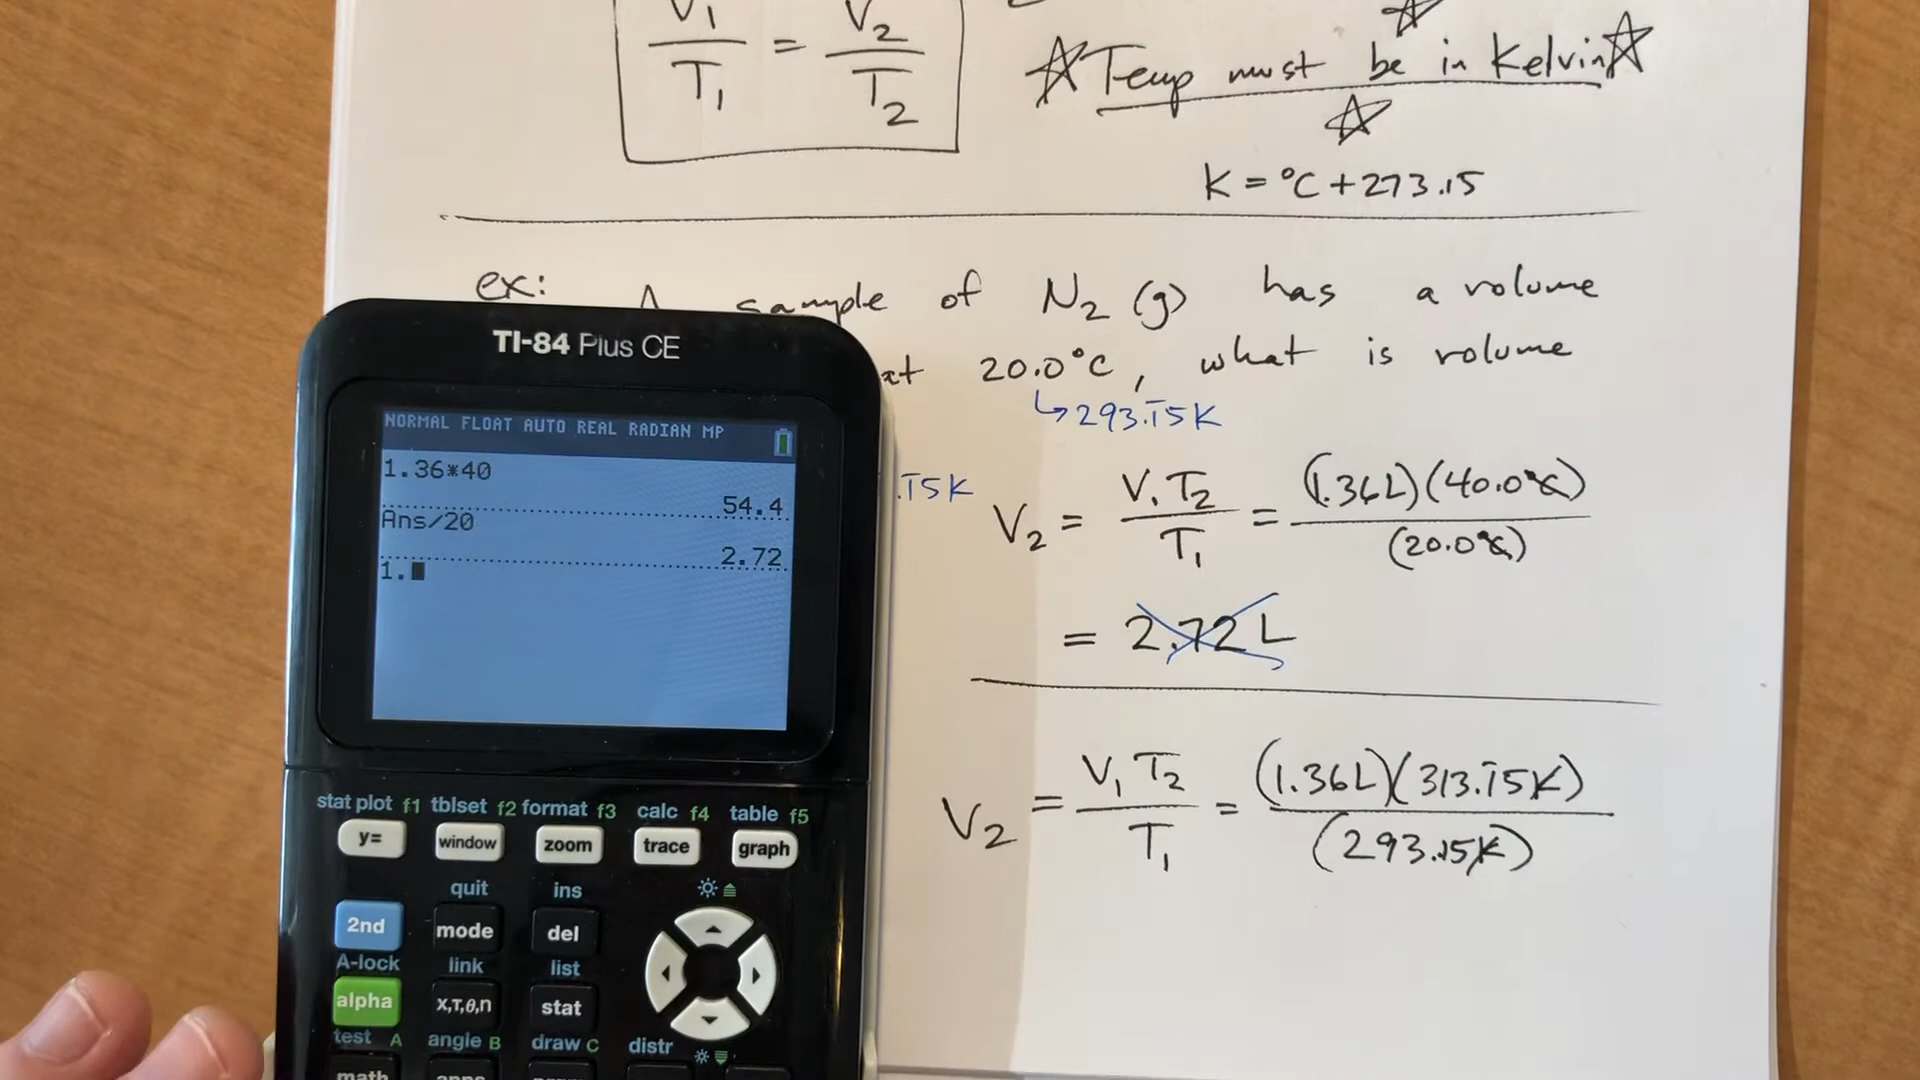 V₁/T₁ = V₂/T₂
☆Temp must be in Kelvin☆
K = °C + 273.15
ex: A sample of N₂ (g) has a volume
at 20.0°C, what is volume
↳293.15K
.15K
V₂ = V₁T₂/T₁ = (1.36L)(40.0°C)/(20.0°C)
= 2.72 L
V₂ = V₁T₂/T₁ = (1.36L)(313.15K)/(293.15K)
TI-84 Plus CE
NORMAL FLOAT AUTO REAL RADIAN MP
1.36*40
54.4
Ans/20
2.72
1.
stat plot f1 tblset f2 format f3 calc f4 table f5
y= window zoom trace graph
quit ins
2nd mode del
A-lock link list
alpha X,T,θ,n stat
test A angle B draw C distr
math